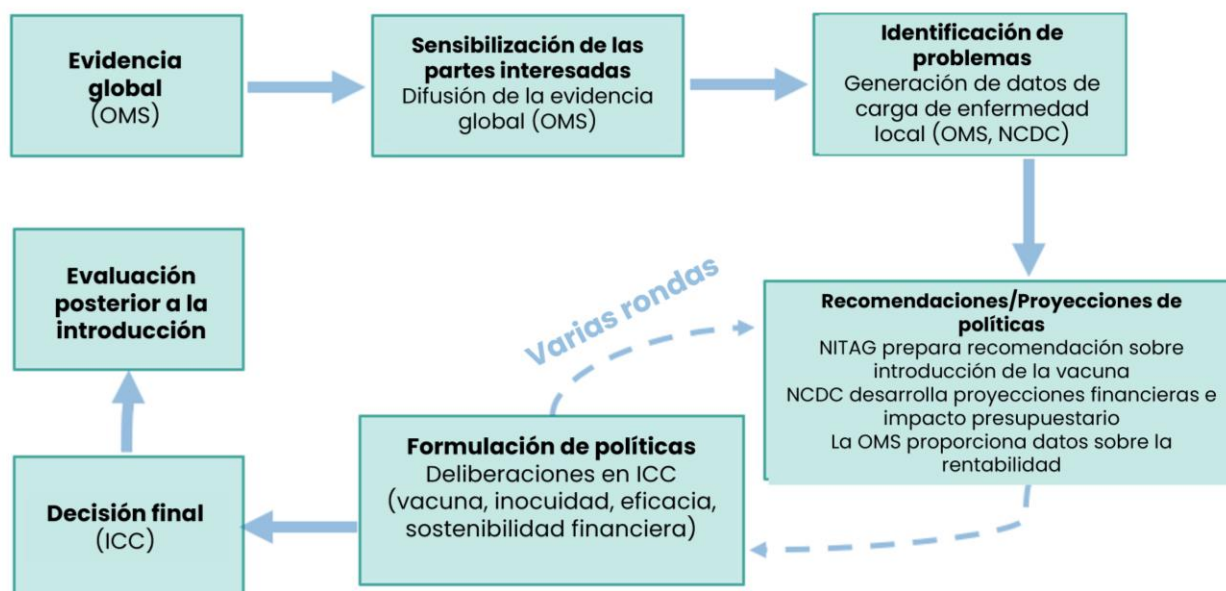 Evidencia
global
(OMS)
Sensibilización de las
partes interesadas
Difusión de la evidencia
global (OMS)
Identificación de
problemas
Generación de datos de
carga de enfermedad
local (OMS, NCDC)
Recomendaciones/Proyecciones de
políticas
NITAG prepara recomendación sobre
introducción de la vacuna
NCDC desarrolla proyecciones financieras e
impacto presupuestario
La OMS proporciona datos sobre la
rentabilidad
Varias rondas
Formulación de políticas
Deliberaciones en ICC
(vacuna, inocuidad, eficacia,
sostenibilidad financiera)
Decisión final
(ICC)
Evaluación
posterior a la
introducción